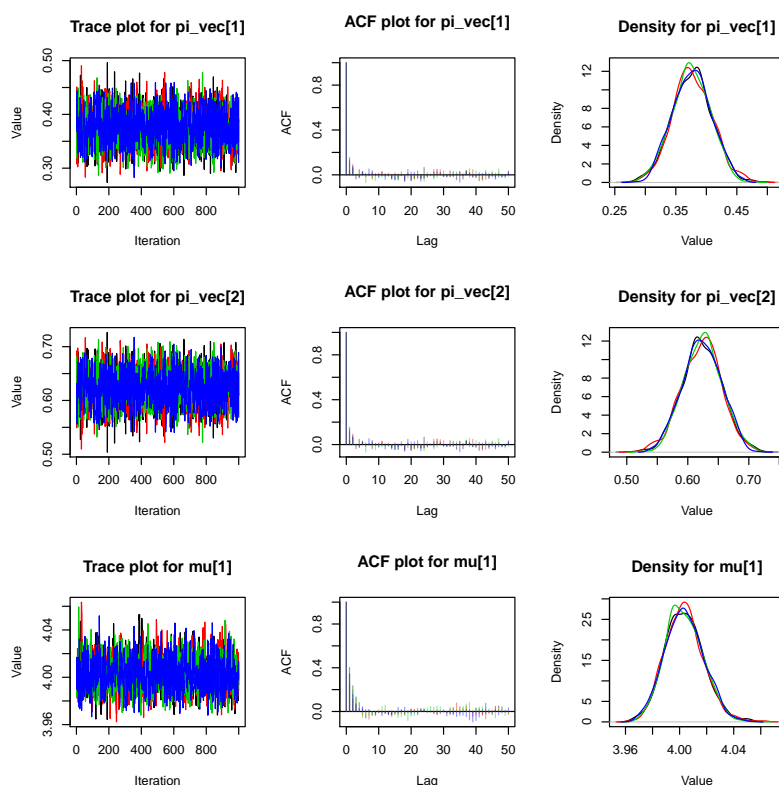 Trace plot for pi_vec[1]
Value
0.30 0.40 0.50
0 200 400 600 800
Iteration
ACF plot for pi_vec[1]
ACF
0.0 0.4 0.8
0 10 20 30 40 50
Lag
Density for pi_vec[1]
Density
0 2 4 6 8 12
0.25 0.35 0.45
Value
Trace plot for pi_vec[2]
Value
0.50 0.60 0.70
0 200 400 600 800
Iteration
ACF plot for pi_vec[2]
ACF
0.0 0.4 0.8
0 10 20 30 40 50
Lag
Density for pi_vec[2]
Density
0 2 4 6 8 12
0.50 0.60 0.70
Value
Trace plot for mu[1]
Value
3.96 4.00 4.04
0 200 400 600 800
Iteration
ACF plot for mu[1]
ACF
0.0 0.4 0.8
0 10 20 30 40 50
Lag
Density for mu[1]
Density
0 5 15 25
3.96 4.00 4.04
Value